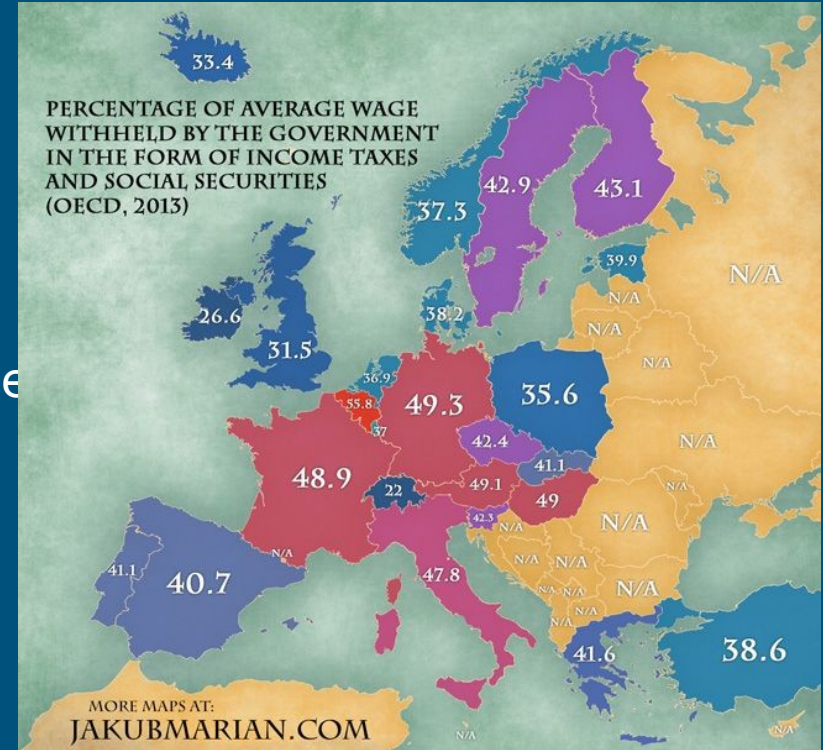 33.4
PERCENTAGE OF AVERAGE WAGE
WITHHELD BY THE GOVERNMENT
IN THE FORM OF INCOME TAXES
AND SOCIAL SECURITIES
(OECD, 2013)
42.9
43.1
37.3
39.9
N/A
N/A
38.2
26.6
N/A
31.5
N/A
36.9
e
55.8
49.3
35.6
37
42.4
N/A
41.1
48.9
22
49.1
49
N/A
42.3
N/A
N/A
N/A
41.1
40.7
47.8
N/A
N/A
N/A
N/A
N/A
N/A
N/A
41.6
38.6
MORE MAPS AT:
JAKUBMARIAN.COM
N/A
N/A